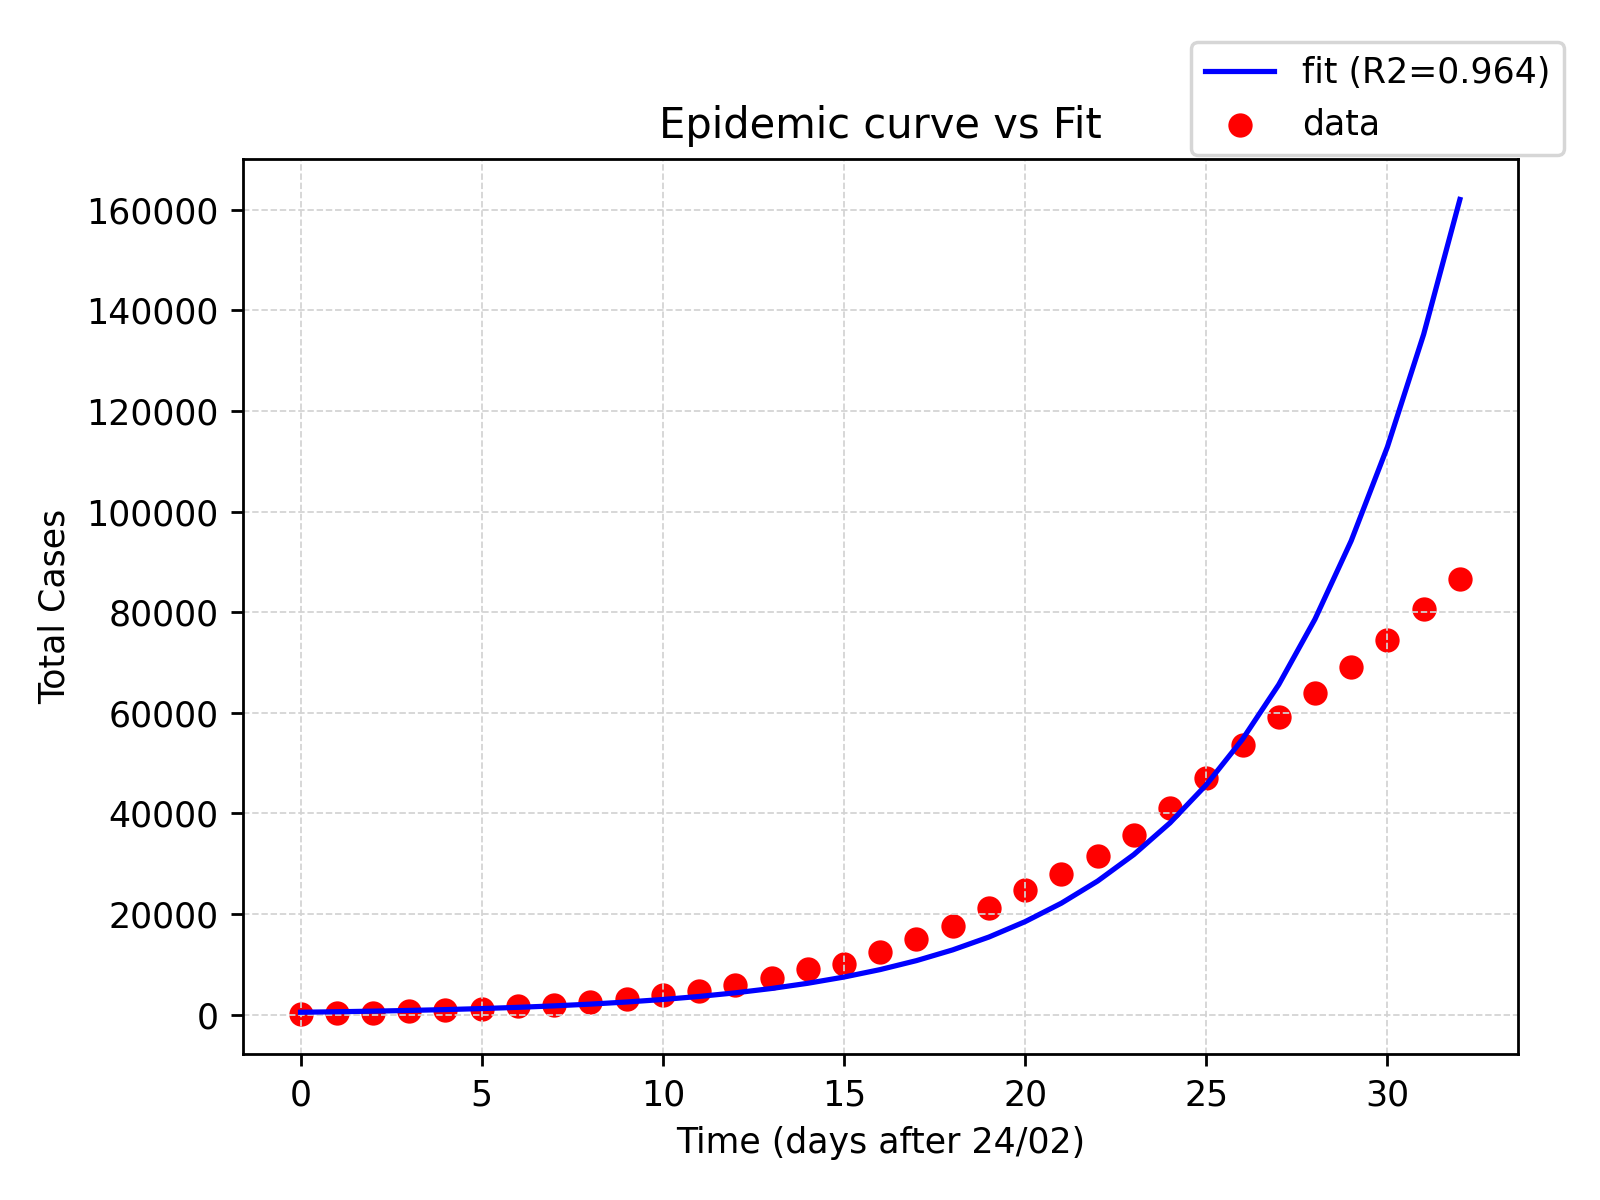 fit (R2=0.964)
data
Epidemic curve vs Fit
160000
140000
120000
100000
80000
60000
40000
20000
0
Total Cases
0 5 10 15 20 25 30
Time (days after 24/02)